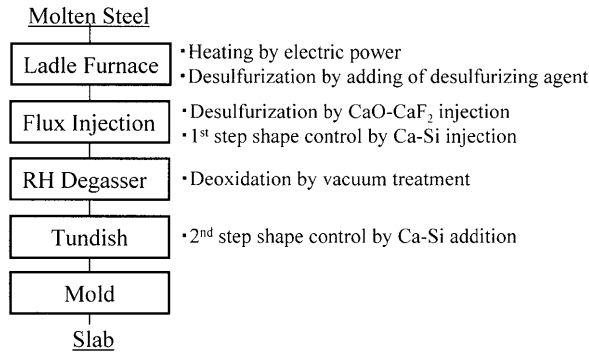 Molten Steel
Ladle Furnace
・Heating by electric power
・Desulfurization by adding of desulfurizing agent
Flux Injection
・Desulfurization by CaO-CaF₂ injection
・1st step shape control by Ca-Si injection
RH Degasser
・Deoxidation by vacuum treatment
Tundish
・2nd step shape control by Ca-Si addition
Mold
Slab